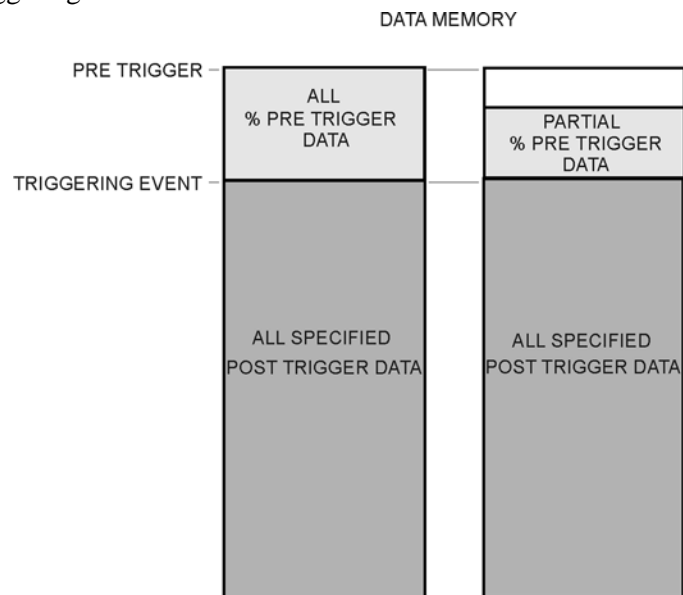 DATA MEMORY
PRE TRIGGER
ALL
% PRE TRIGGER
DATA
PARTIAL
% PRE TRIGGER
DATA
TRIGGERING EVENT
ALL SPECIFIED
POST TRIGGER DATA
ALL SPECIFIED
POST TRIGGER DATA